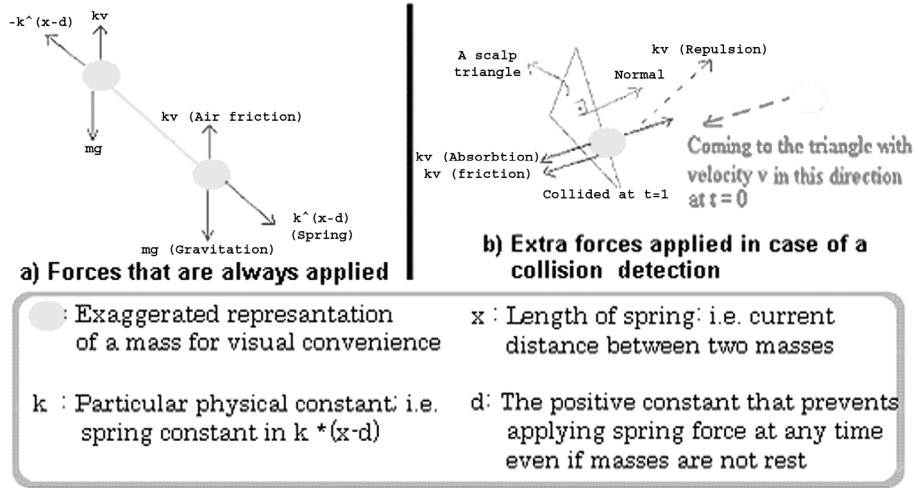 -k^(x-d)
kv
mg
kv (Air friction)
k^(x-d)
(Spring)
mg (Gravitation)
a) Forces that are always applied
A scalp
triangle
Normal
kv (Repulsion)
kv (Absorbtion)
kv (friction)
Collided at t=1
Coming to the triangle with
velocity v in this direction
at t = 0
b) Extra forces applied in case of a
collision detection
: Exaggerated represantation
of a mass for visual convenience
k : Particular physical constant; i.e.
spring constant in k *(x-d)
x : Length of spring: i.e. current
distance between two masses
d: The positive constant that prevents
applying spring force at any time
even if masses are not rest